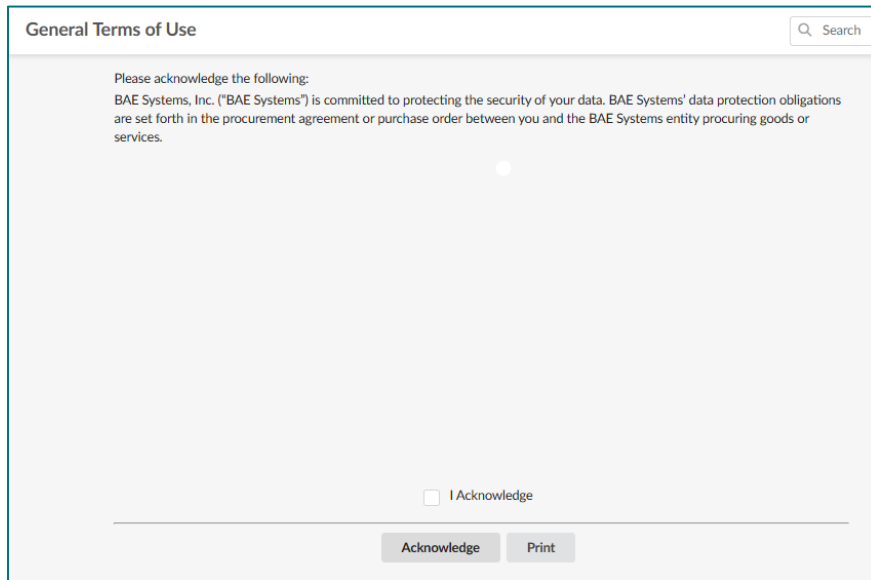 General Terms of Use
Search
Please acknowledge the following:
BAE Systems, Inc. (“BAE Systems”) is committed to protecting the security of your data. BAE Systems’ data protection obligations
are set forth in the procurement agreement or purchase order between you and the BAE Systems entity procuring goods or
services.
I Acknowledge
Acknowledge
Print